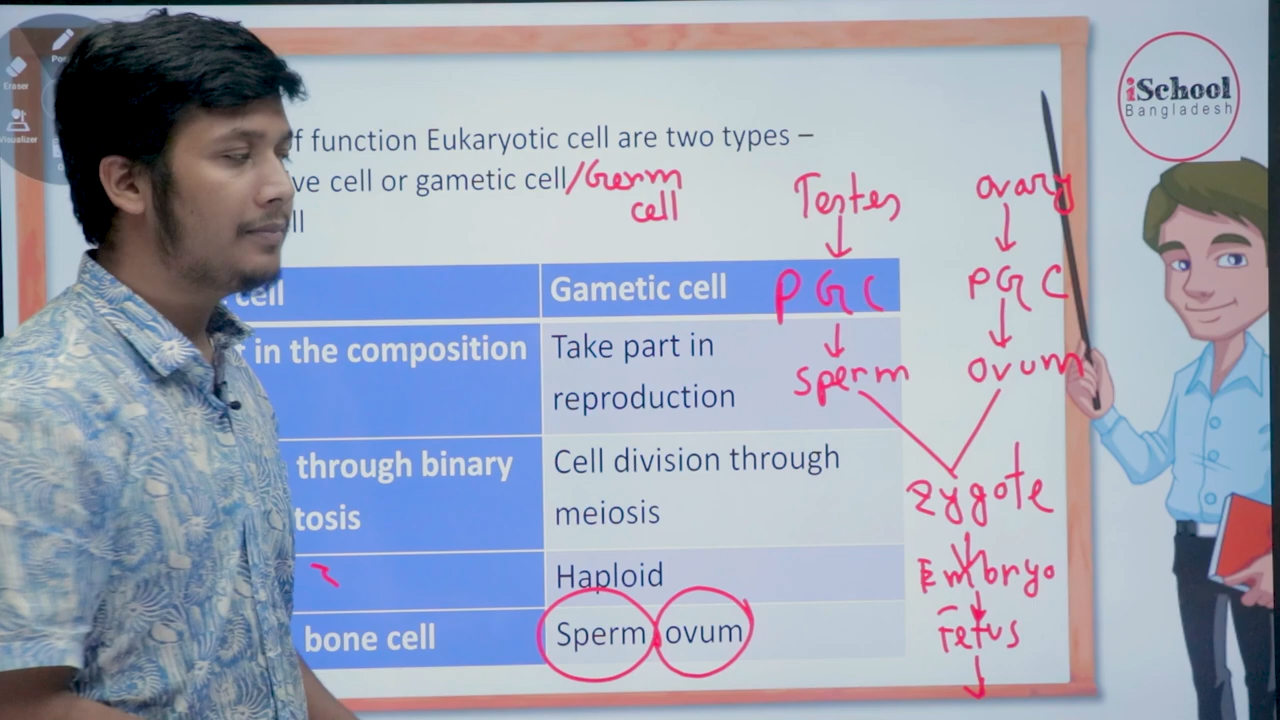 Eraser
Visualizer
iSchool
Bangladesh
f function Eukaryotic cell are two types –
ve cell or gametic cell/Germ
cell
ll
Testes
Ovary
PGC
PGC
cell
Gametic cell
in the composition
Take part in
reproduction
Sperm
Ovum
through binary
tosis
Cell division through
meiosis
Zygote
Haploid
Embryo
bone cell
Sperm, ovum
Fetus